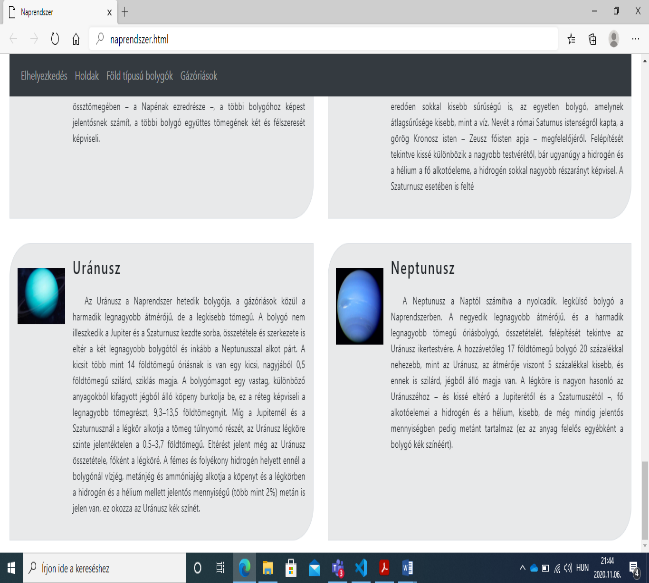 Naprendszer
naprendszer.html
Elhelyezkedés Holdak Föld típusú bolygók Gázóriások
össztömegében – a Napénak ezredrésze –, a többi bolygóhoz képest
jelentősnek számít, a többi bolygó együttes tömegének két és félszeresét
képviseli.
eredően sokkal kisebb sűrűségű is, az egyetlen bolygó, amelynek
átlagsűrűsége kisebb, mint a víz. Nevét a római Saturnus istenségről kapta, a
görög Kronosz isten – Zeusz főisten apja – megfelelőjéről. Felépítését
tekintve kissé különbözik a nagyobb testvérétől, bár ugyanúgy a hidrogén és
a hélium a fő alkotóeleme, a hidrogén sokkal nagyobb részarányt képvisel. A
Szaturnusz esetében is felté
Uránusz
Az Uránusz a Naprendszer hetedik bolygója, a gázóriások közül a
harmadik legnagyobb átmérőjű, de a legkisebb tömegű. A bolygó nem
illeszkedik a Jupiter és a Szaturnusz kezdte sorba, összetétele és szerkezete is
eltér a két legnagyobb bolygótól és inkább a Neptunusszal alkot párt. A
kicsit több mint 14 földtömegű óriásnak is van egy kicsi, nagyjából 0,5
földtömegű szilárd, sziklás magja. A bolygómagot egy vastag, különböző
anyagokból kifagyott jégből álló köpeny burkolja be, ez a réteg képviseli a
legnagyobb tömegrészt, 9,3–13,5 földtömegnyit. Míg a Jupiternél és a
Szaturnusznál a légkör alkotja a tömeg túlnyomó részét, az Uránusz légköre
szinte jelentéktelen a 0,5–3,7 földtömegű. Eltérést jelent még az Uránusz
összetétele, főként a légköré. A fémes és folyékony hidrogén helyett ennél a
bolygónál vízjég, metánjég és ammóniajég alkotja a köpenyt és a légkörben
a hidrogén és a hélium mellett jelentős mennyiségű (több mint 2%) metán is
jelen van, ez okozza az Uránusz kék színét.
Neptunusz
A Neptunusz a Naptól számítva a nyolcadik, legkülső bolygó a
Naprendszerben. A negyedik legnagyobb átmérőjű, és a harmadik
legnagyobb tömegű óriásbolygó, összetételét, felépítését tekintve az
Uránusz ikertestvére. A hozzávetőleg 17 földtömegű bolygó 20 százalékkal
nehezebb, mint az Uránusz, az átmérője viszont 5 százalékkal kisebb, és
ennek is szilárd, jégből álló magja van. A légköre is nagyon hasonló az
Uránuszéhoz – és kissé eltérő a Jupiterétől és a Szaturnuszétól –, fő
alkotóelemei a hidrogén és a hélium, kisebb, de még mindig jelentős
mennyiségben pedig metánt tartalmaz (ez az anyag felelős egyébként a
bolygó kék színéért).
Írjon ide a kereséshez
HUN
21:44
2020.11.06.
4